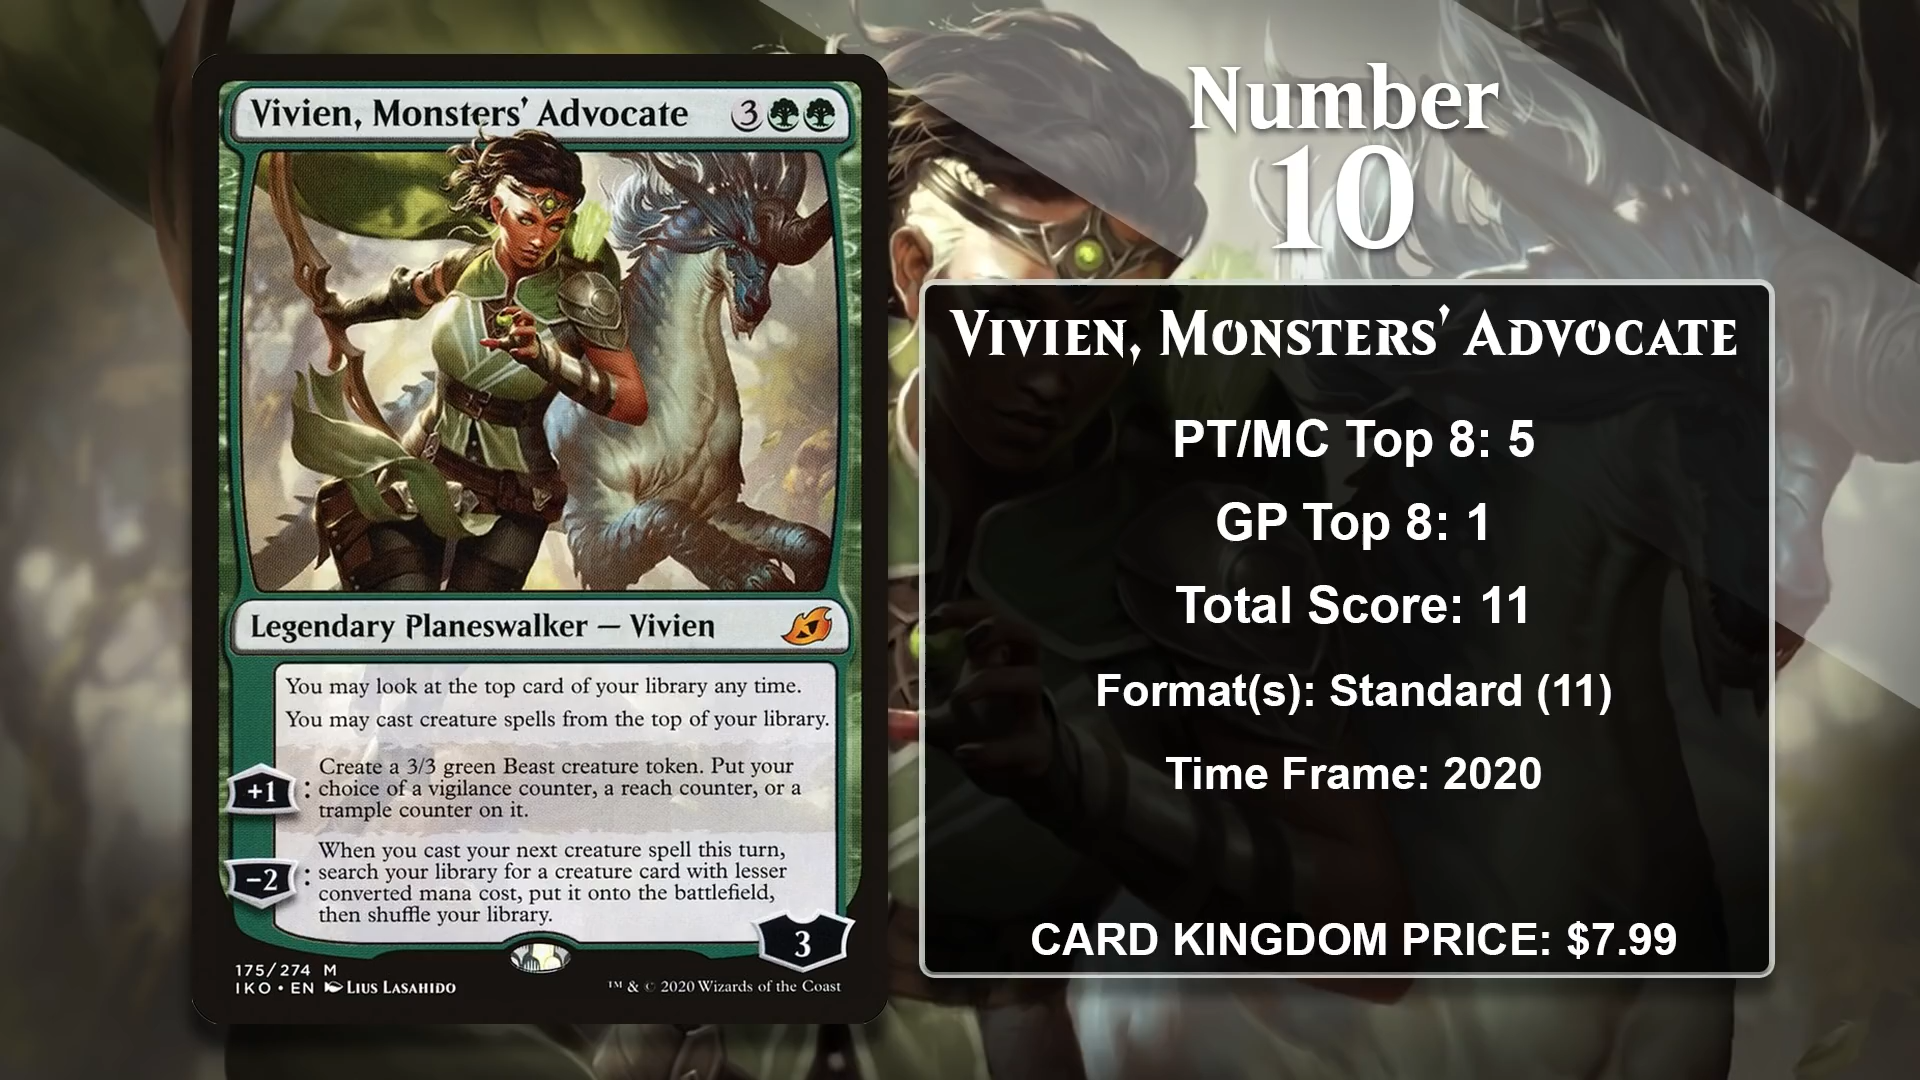 Vivien, Monsters' Advocate 3
Legendary Planeswalker — Vivien
You may look at the top card of your library any time.
You may cast creature spells from the top of your library.
+1: Create a 3/3 green Beast creature token. Put your
choice of a vigilance counter, a reach counter, or a
trample counter on it.
−2: When you cast your next creature spell this turn,
search your library for a creature card with lesser
converted mana cost, put it onto the battlefield,
then shuffle your library.
3
175/274 M
IKO • EN Lius Lasahido
™ & © 2020 Wizards of the Coast
Number
10
Vivien, Monsters' Advocate
PT/MC Top 8: 5
GP Top 8: 1
Total Score: 11
Format(s): Standard (11)
Time Frame: 2020
CARD KINGDOM PRICE: $7.99